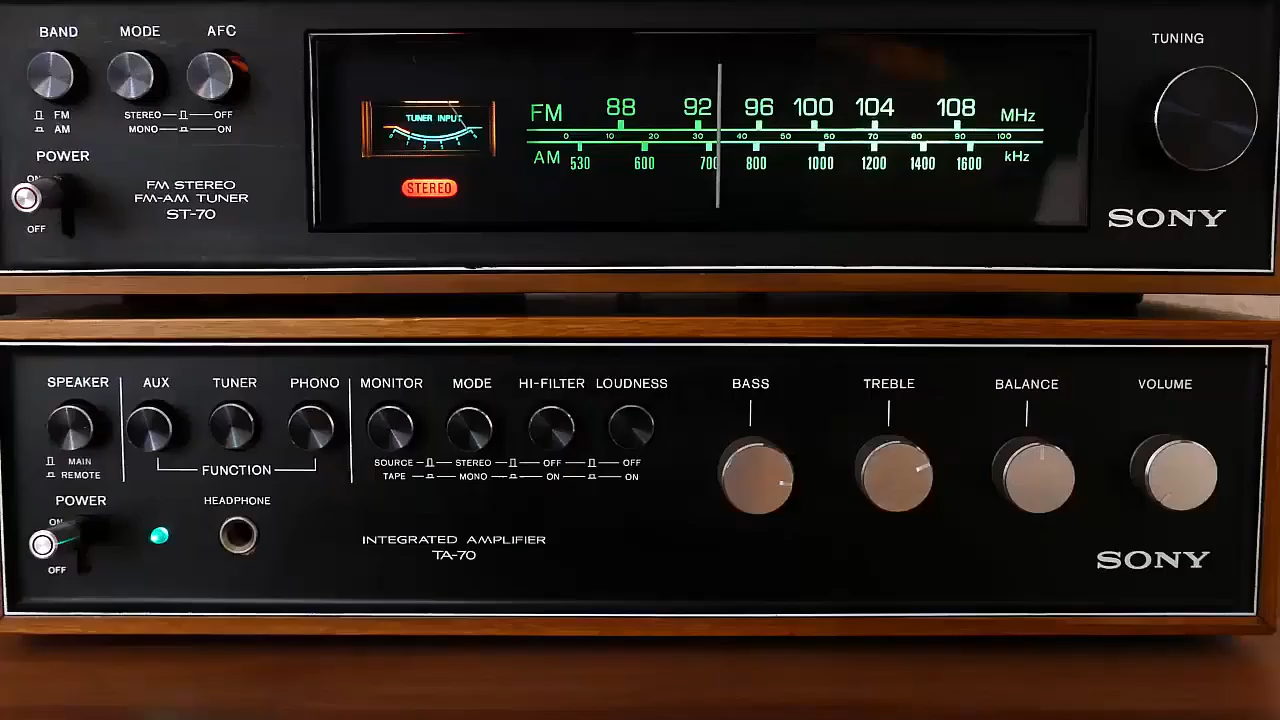 BAND MODE AFC
TUNING
FM
AM
STEREO OFF
MONO ON
POWER
ON
OFF
FM STEREO
FM-AM TUNER
ST-70
TUNER INPUT
STEREO
FM 88 92 96 100 104 108 MHz
0 10 20 30 40 50 60 70 80 90 100
AM 530 600 700 800 1000 1200 1400 1600 kHz
SONY
SPEAKER AUX TUNER PHONO MONITOR MODE HI-FILTER LOUDNESS BASS TREBLE BALANCE VOLUME
MAIN
REMOTE
FUNCTION
SOURCE STEREO OFF OFF
TAPE MONO ON ON
POWER
ON
OFF
HEADPHONE
INTEGRATED AMPLIFIER
TA-70
SONY